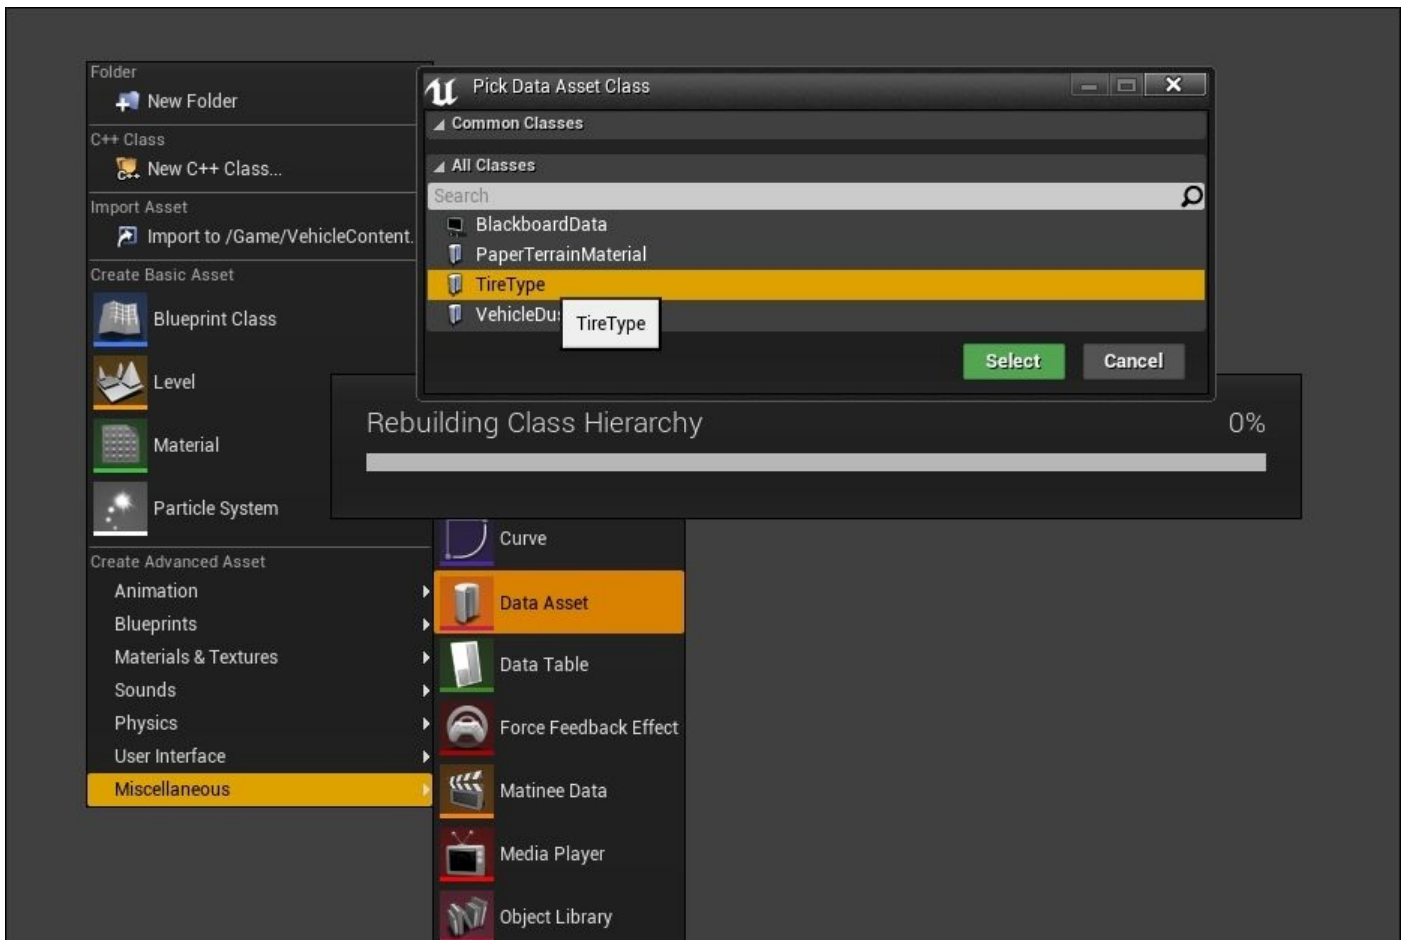 Folder
New Folder
C++ Class
New C++ Class...
Import Asset
Import to /Game/VehicleContent.
Create Basic Asset
Blueprint Class
Level
Material
Particle System
Create Advanced Asset
Animation
Blueprints
Materials & Textures
Sounds
Physics
User Interface
Miscellaneous
Pick Data Asset Class
Common Classes
All Classes
Search
BlackboardData
PaperTerrainMaterial
TireType
VehicleDu
TireType
Select Cancel
Rebuilding Class Hierarchy 0%
Curve
Data Asset
Data Table
Force Feedback Effect
Matinee Data
Media Player
Object Library